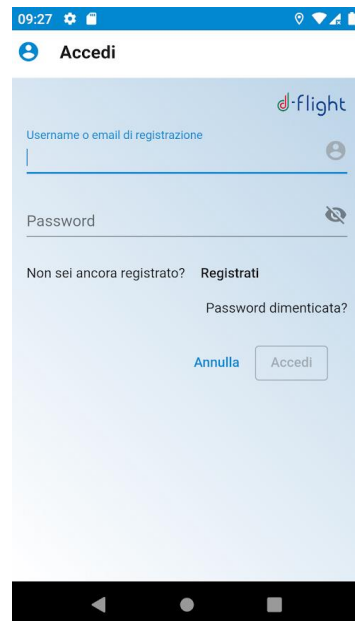 09:27
Accedi
d-flight
Username o email di registrazione
Password
Non sei ancora registrato? Registrati
Password dimenticata?
Annulla Accedi